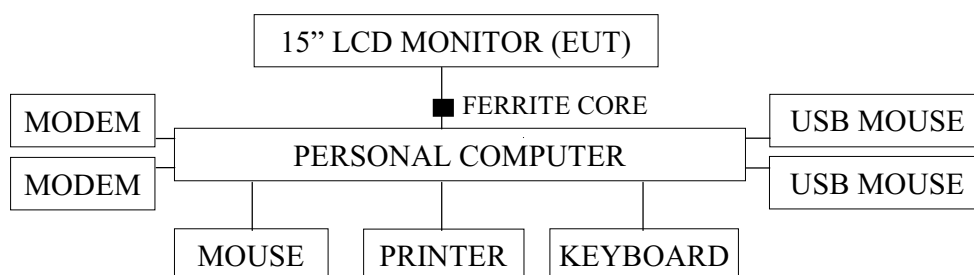 15” LCD MONITOR (EUT)
FERRITE CORE
MODEM
USB MOUSE
PERSONAL COMPUTER
MODEM
USB MOUSE
MOUSE
PRINTER
KEYBOARD